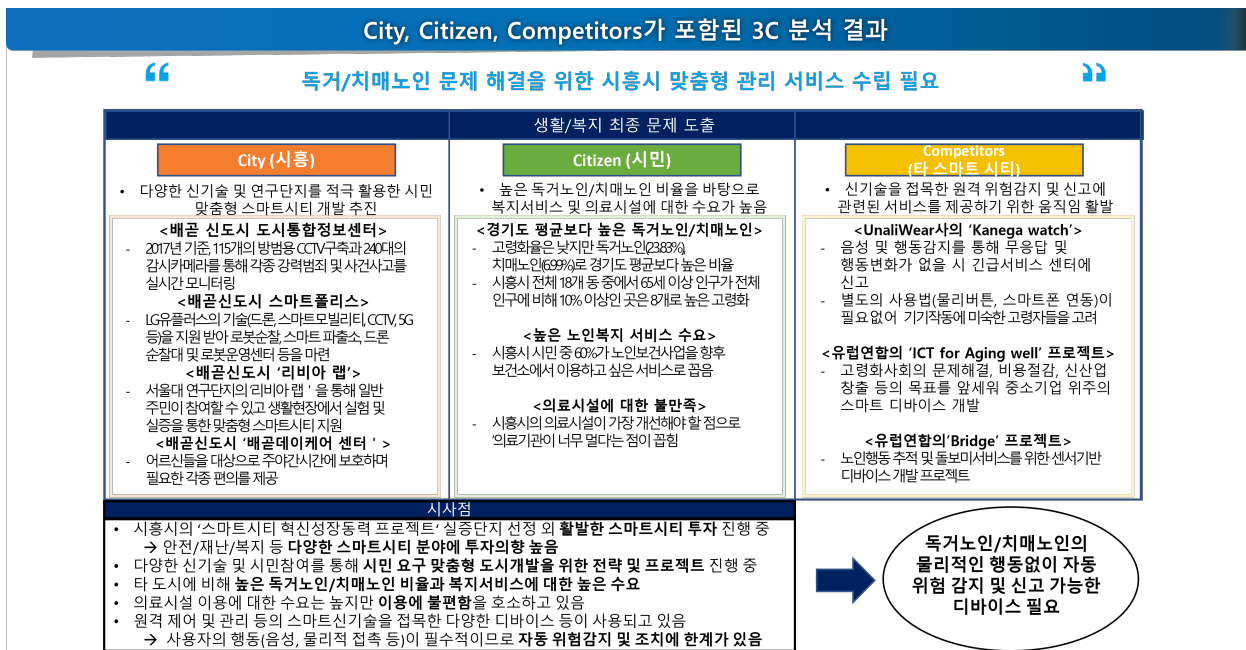 City, Citizen, Competitors가 포함된 3C 분석 결과
“ 독거/치매노인 문제 해결을 위한 시흥시 맞춤형 관리 서비스 수립 필요 ”
생활/복지 최종 문제 도출
City (시흥)
• 다양한 신기술 및 연구단지를 적극 활용한 시민
맞춤형 스마트시티 개발 추진
<배곧 신도시 도시통합정보센터>
- 2017년 기준, 115개의 방범용 CCTV구축과 240대의
감시카메라를 통해 각종 강력범죄 및 사건사고를
실시간 모니터링
<배곧신도시 스마트폴리스>
- LG유플러스의 기술(드론, 스마트모빌리티, CCTV, 5G
등)을 지원 받아 로봇순찰, 스마트 파출소, 드론
순찰대 및 로봇운영센터 등을 마련
<배곧신도시 ‘리비아 랩’>
- 서울대 연구단지의 리비아 랩 ' 을 통해 일반
주민이 참여할 수 있고 생활현장에서 실험 및
실증을 통한 맞춤형 스마트시티 지원
<배곧신도시 ‘배곧데이케어 센터 ' >
- 어르신들을 대상으로 주야간시간에 보호하며
필요한 각종 편의를 제공
Citizen (시민)
• 높은 독거노인/치매노인 비율을 바탕으로
복지서비스 및 의료시설에 대한 수요가 높음
<경기도 평균보다 높은 독거노인/치매노인>
- 고령화율은 낮지만 독거노인(23.83%),
치매노인(6.99%)로 경기도 평균보다 높은 비율
- 시흥시 전체 18개 동 중에서 65세 이상 인구가 전체
인구에 비해 10% 이상인 곳은 8개로 높은 고령화
<높은 노인복지 서비스 수요>
- 시흥시 시민 중 60%가 노인보건사업을 향후
보건소에서 이용하고 싶은 서비스로 꼽음
<의료시설에 대한 불만족>
- 시흥시의 의료시설이 가장 개선해야 할 점으로
‘의료기관이 너무 멀다’는 점이 꼽힘
Competitors
(타 스마트 시티)
• 신기술을 접목한 원격 위험감지 및 신고에
관련된 서비스를 제공하기 위한 움직임 활발
<UnaliWear사의 ‘Kanega watch’>
- 음성 및 행동감지를 통해 무응답 및
행동변화가 없을 시 긴급서비스 센터에
신고
- 별도의 사용법(물리버튼, 스마트폰 연동)이
필요없어 기기작동에 미숙한 고령자들을 고려
<유럽연합의 ‘ICT for Aging well’ 프로젝트>
- 고령화사회의 문제해결, 비용절감, 신산업
창출 등의 목표를 앞세워 중소기업 위주의
스마트 디바이스 개발
<유럽연합의‘Bridge’ 프로젝트>
- 노인행동 추적 및 돌보미서비스를 위한 센서기반
디바이스 개발 프로젝트
시사점
• 시흥시의 ‘스마트시티 혁신성장동력 프로젝트‘ 실증단지 선정 외 활발한 스마트시티 투자 진행 중
→ 안전/재난/복지 등 다양한 스마트시티 분야에 투자의향 높음
• 다양한 신기술 및 시민참여를 통해 시민 요구 맞춤형 도시개발을 위한 전략 및 프로젝트 진행 중
• 타 도시에 비해 높은 독거노인/치매노인 비율과 복지서비스에 대한 높은 수요
• 의료시설 이용에 대한 수요는 높지만 이용에 불편함을 호소하고 있음
• 원격 제어 및 관리 등의 스마트신기술을 접목한 다양한 디바이스 등이 사용되고 있음
→ 사용자의 행동(음성, 물리적 접촉 등)이 필수적이므로 자동 위험감지 및 조치에 한계가 있음
독거노인/치매노인의
물리적인 행동없이 자동
위험 감지 및 신고 가능한
디바이스 필요